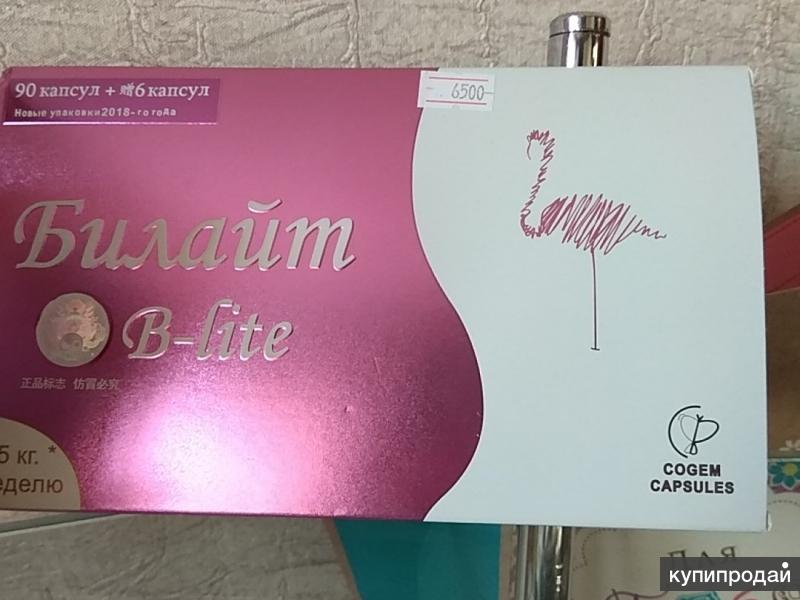 90 капсул + 赠6 капсул
Новые упаковки 2018-го года
6500
Билайт
B-lite
正品标志 仿冒必究
5 кг. *
еделю
COGEM
CAPSULES
ДЛЯ
купипродай